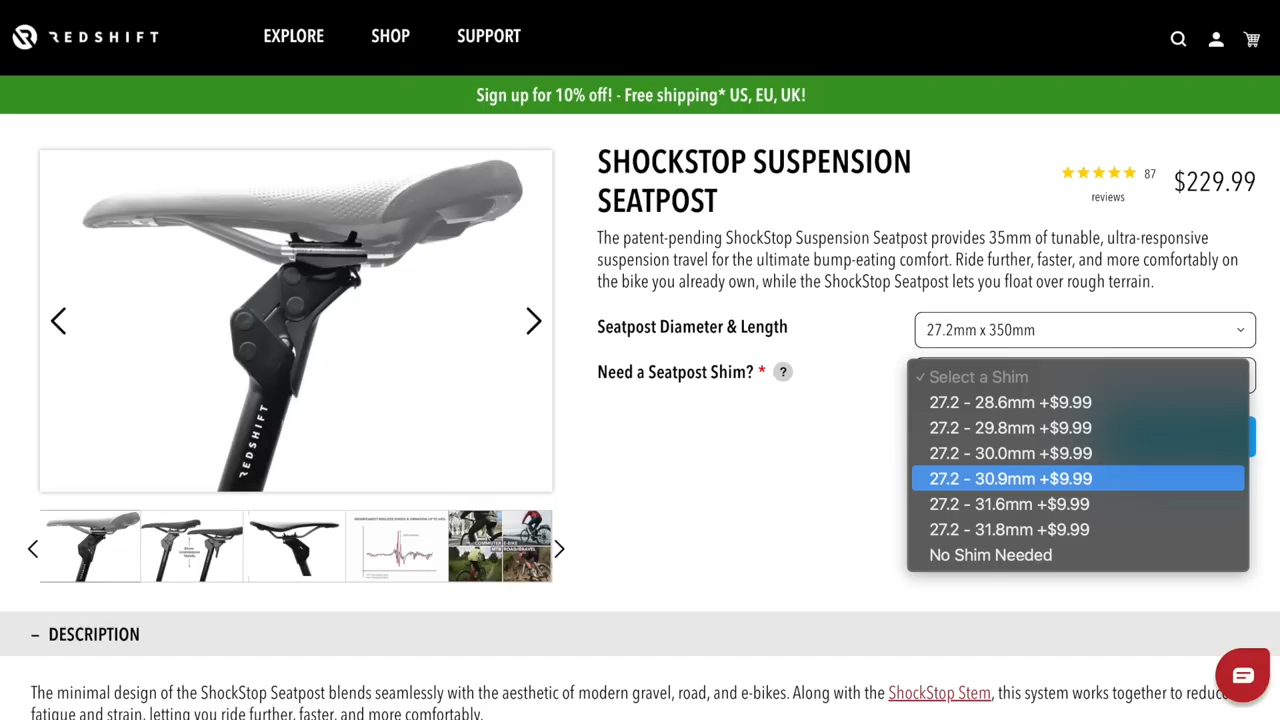 REDSHIFT
EXPLORE
SHOP
SUPPORT
Sign up for 10% off! - Free shipping* US, EU, UK!
REDSHIFT
SHOCKSTOP SUSPENSION
SEATPOST
87
reviews
$229.99
The patent-pending ShockStop Suspension Seatpost provides 35mm of tunable, ultra-responsive
suspension travel for the ultimate bump-eating comfort. Ride further, faster, and more comfortably on
the bike you already own, while the ShockStop Seatpost lets you float over rough terrain.
Seatpost Diameter & Length
27.2mm x 350mm
Need a Seatpost Shim? * ?
✓ Select a Shim
27.2 - 28.6mm +$9.99
27.2 - 29.8mm +$9.99
27.2 - 30.0mm +$9.99
27.2 - 30.9mm +$9.99
27.2 - 31.6mm +$9.99
27.2 - 31.8mm +$9.99
No Shim Needed
COMMUTER E-BIKE
MTB ROAD/GRAVEL
– DESCRIPTION
The minimal design of the ShockStop Seatpost blends seamlessly with the aesthetic of modern gravel, road, and e-bikes. Along with the ShockStop Stem, this system works together to reduce
fatigue and strain, letting you ride further, faster, and more comfortably.